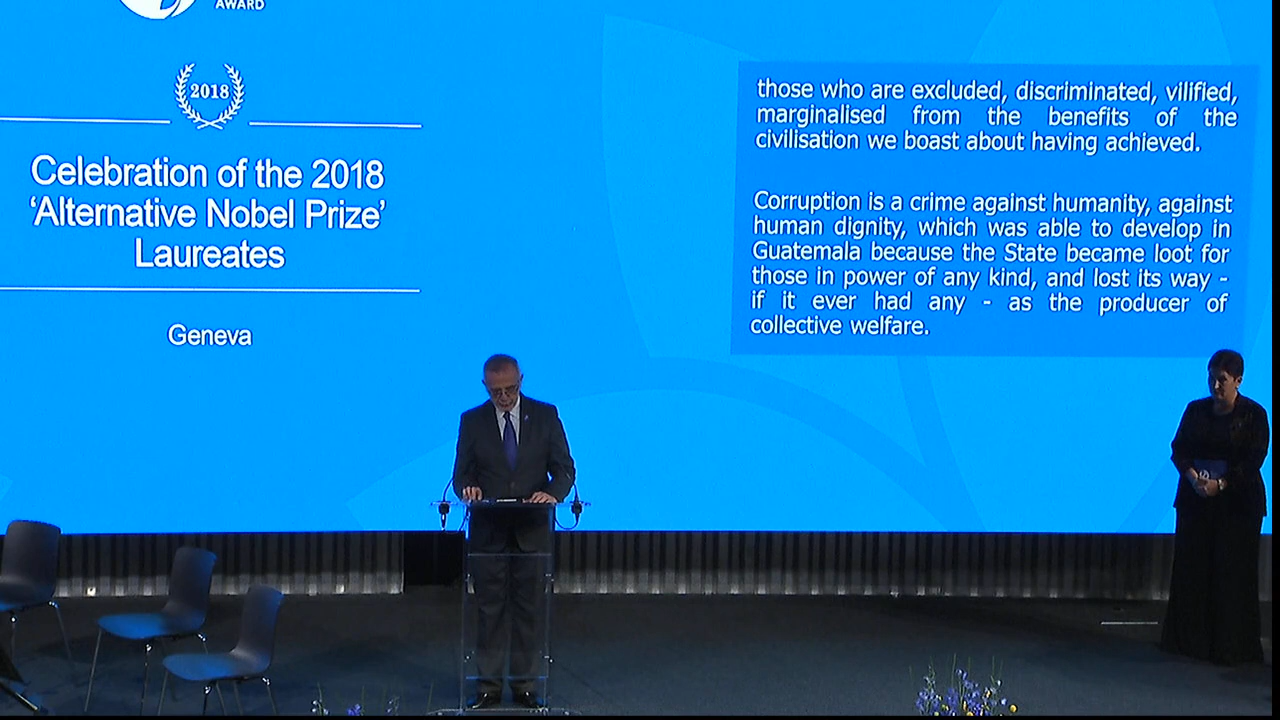 AWARD
2018
Celebration of the 2018
‘Alternative Nobel Prize’
Laureates
Geneva
those who are excluded, discriminated, vilified,
marginalised from the benefits of the
civilisation we boast about having achieved.
Corruption is a crime against humanity, against
human dignity, which was able to develop in
Guatemala because the State became loot for
those in power of any kind, and lost its way -
if it ever had any - as the producer of
collective welfare.